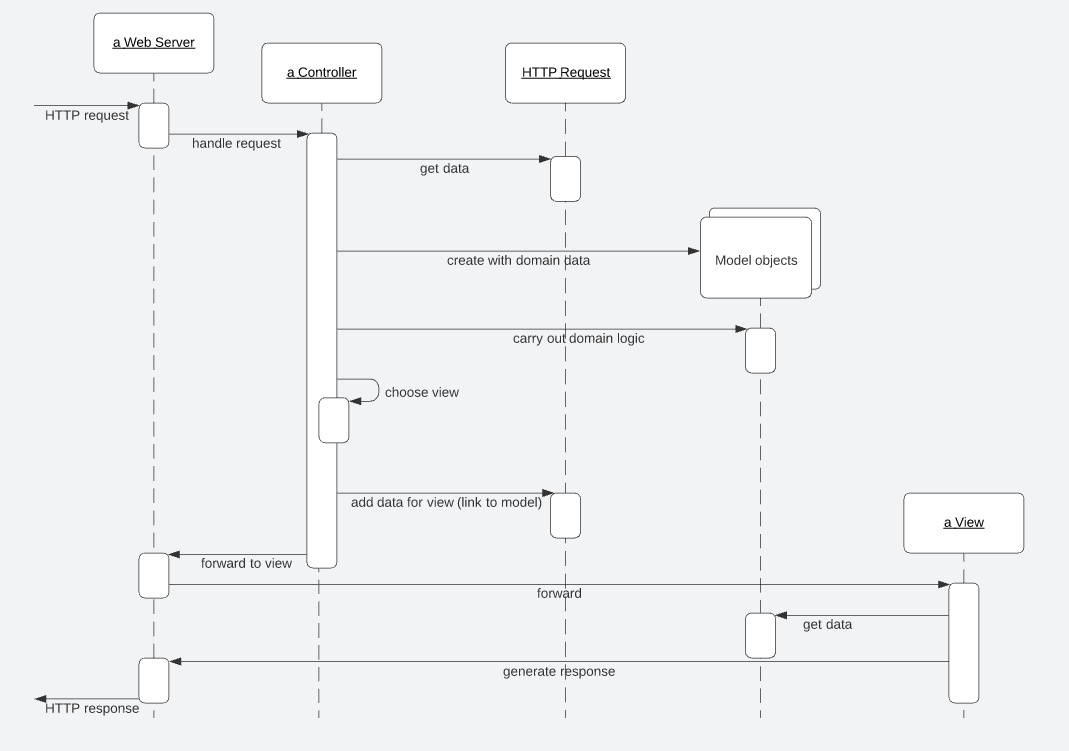 a Web Server
a Controller
HTTP Request
HTTP request
handle request
get data
create with domain data
Model objects
carry out domain logic
choose view
add data for view (link to model)
a View
forward to view
forward
get data
generate response
HTTP response